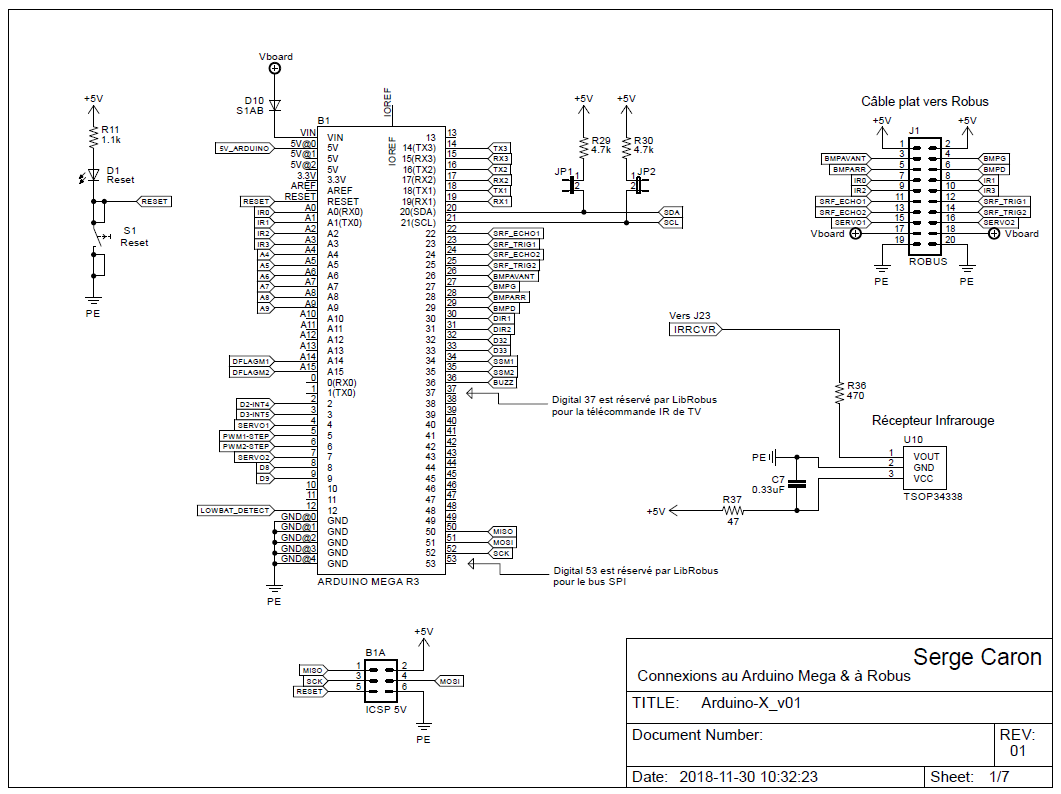 Vboard
D10
S1AB
+5V
R11
1.1k
D1
Reset
RESET
S1
Reset
PE
B1
IOREF
IOREF
5V_ARDUINO
VIN VIN 13 13
5V@0 5V 14(TX3) 14 TX3
5V@1 5V 15(RX3) 15 RX3
5V@2 5V 16(TX2) 16 TX2
3.3V 3.3V 17(RX2) 17 RX2
AREF AREF 18(TX1) 18 TX1
RESET RESET RESET 19(RX1) 19 RX1
IR0 A0 A0(RX0) 20(SDA) 20
IR1 A1 A1(TX0) 21(SCL) 21
IR2 A2 A2 22 22 SRF_ECHO1
IR3 A3 A3 23 23 SRF_TRIG1
A4 A4 A4 24 24 SRF_ECHO2
A5 A5 A5 25 25 SRF_TRIG2
A6 A6 A6 26 26 BMPAVANT
A7 A7 A7 27 27 BMPG
A8 A8 A8 28 28 BMPARR
A9 A9 A9 29 29 BMPD
A10 A10 30 30 DIR1
A11 A11 31 31 DIR2
A12 A12 32 32 D32
A13 A13 33 33 D33
DFLAGM1 A14 A14 34 34 SSM1
DFLAGM2 A15 A15 35 35 SSM2
0 0(RX0) 36 36 BUZZ
1 1(TX0) 37 37
D2-INT4 2 2 38 38
D3-INT5 3 3 39 39
SERVO1 4 4 40 40
PWM1-STEP 5 5 41 41
PWM2-STEP 6 6 42 42
SERVO2 7 7 43 43
D8 8 8 44 44
D9 9 9 45 45
10 10 46 46
11 11 47 47
LOWBAT_DETECT 12 12 48 48
GND@0 GND 49 49
GND@1 GND 50 50 MISO
GND@2 GND 51 51 MOSI
GND@3 GND 52 52 SCK
GND@4 GND 53 53
PE
ARDUINO MEGA R3
Digital 37 est réservé par LibRobus
pour la télécommande IR de TV
Digital 53 est réservé par LibRobus
pour le bus SPI
+5V +5V
R29
4.7k
R30
4.7k
JP1 1
2
1 JP2
2
SDA
SCL
Câble plat vers Robus
+5V +5V
J1
1 2
BMPAVANT 3 4 BMPG
BMPARR 5 6 BMPD
IR0 7 8 IR1
IR2 9 10 IR3
SRF_ECHO1 11 12 SRF_TRIG1
SRF_ECHO2 13 14 SRF_TRIG2
SERVO1 15 16 SERVO2
Vboard 17 18 Vboard
19 20
ROBUS
PE PE
Vers J23
IRRCVR
R36
470
Récepteur Infrarouge
U10
1 VOUT
PE 2 GND
3 VCC
TSOP34338
C7
0.33uF
R37
+5V
47
+5V
B1A
MISO 1 2
SCK 3 4 MOSI
RESET 5 6
ICSP 5V
PE
Serge Caron
Connexions au Arduino Mega & à Robus
TITLE: Arduino-X_v01
Document Number:
REV:
01
Date: 2018-11-30 10:32:23
Sheet: 1/7